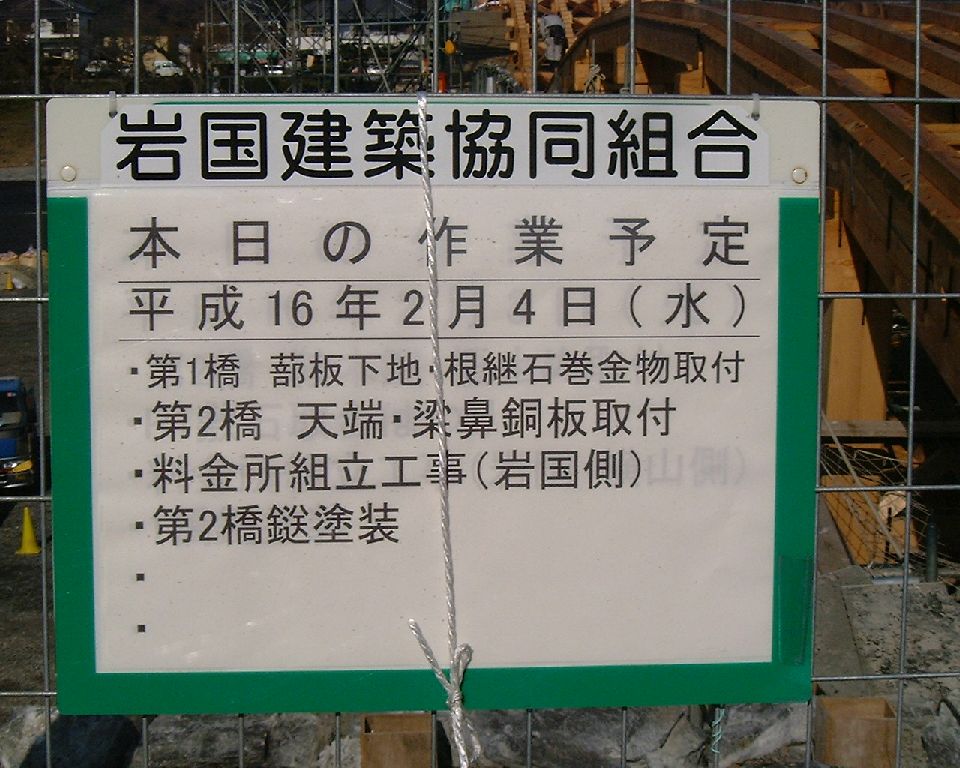 岩国建築協同組合
本日の作業予定
平成16年2月4日(水)
・第1橋 蔀板下地・根継石巻金物取付
・第2橋 天端・梁鼻銅板取付
・料金所組立工事(岩国側)
・第2橋鎹塗装
・
・